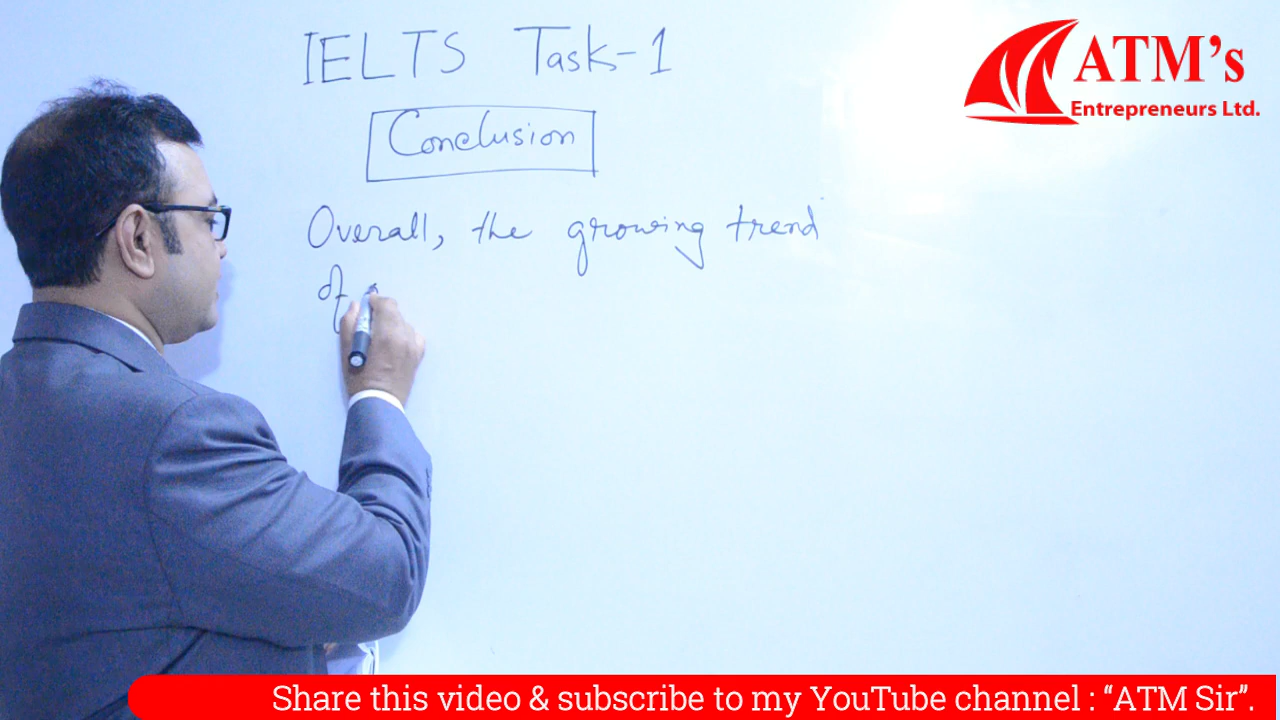 IELTS Task-1
Conclusion
Overall, the growing trend
of
ATM's
Entrepreneurs Ltd.
Share this video & subscribe to my YouTube channel : “ATM Sir”.